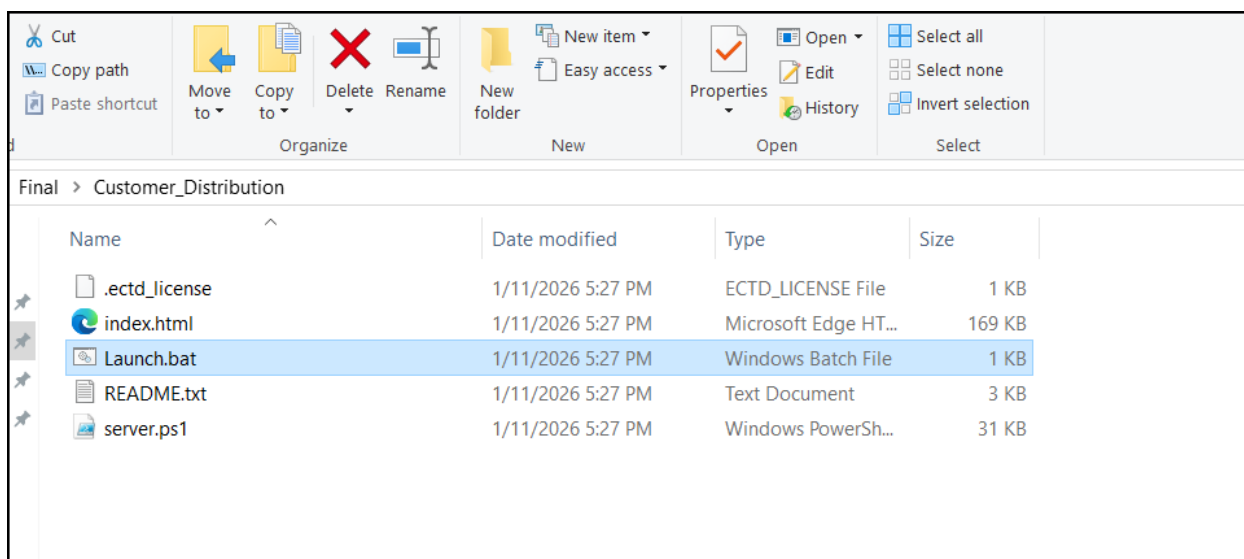 Cut
Copy path
Paste shortcut
Move
to
Copy
to
Delete
Rename
Organize
New
folder
New item
Easy access
New
Properties
Open
Edit
History
Open
Select all
Select none
Invert selection
Select
Final > Customer_Distribution
Name Date modified Type Size
.ectd_license 1/11/2026 5:27 PM ECTD_LICENSE File 1 KB
index.html 1/11/2026 5:27 PM Microsoft Edge HT... 169 KB
Launch.bat 1/11/2026 5:27 PM Windows Batch File 1 KB
README.txt 1/11/2026 5:27 PM Text Document 3 KB
server.ps1 1/11/2026 5:27 PM Windows PowerSh... 31 KB